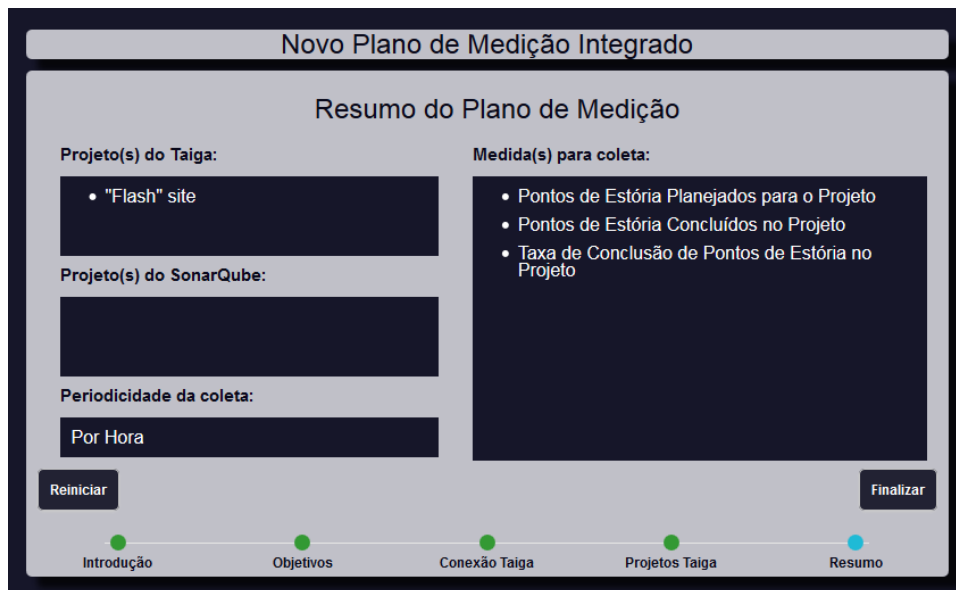 Novo Plano de Medição Integrado
Resumo do Plano de Medição
Projeto(s) do Taiga:
"Flash" site
Projeto(s) do SonarQube:
Periodicidade da coleta:
Por Hora
Medida(s) para coleta:
Pontos de Estória Planejados para o Projeto
Pontos de Estória Concluídos no Projeto
Taxa de Conclusão de Pontos de Estória no
Projeto
Reiniciar
Finalizar
Introdução
Objetivos
Conexão Taiga
Projetos Taiga
Resumo